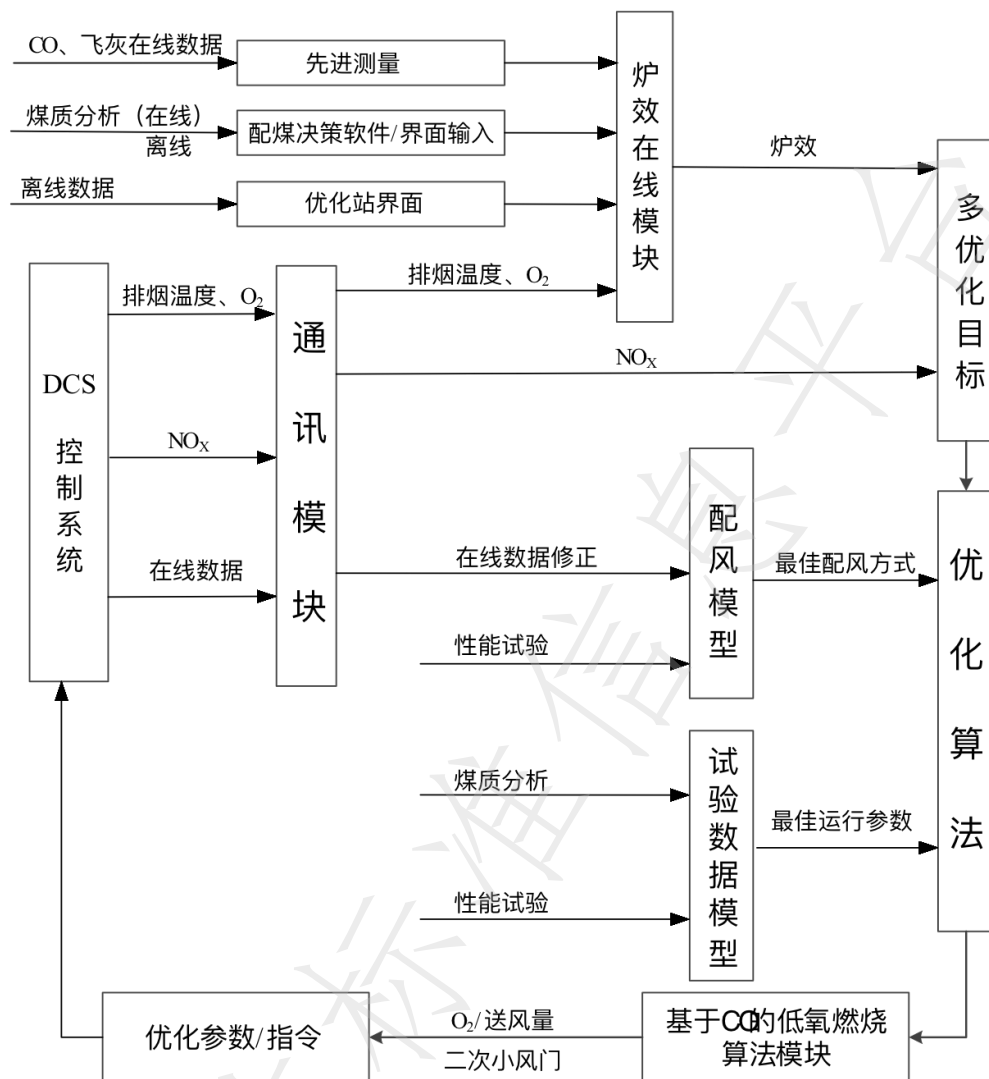 CO、飞灰在线数据
先进测量
煤质分析（在线）
离线
配煤决策软件/界面输入
离线数据
优化站界面
炉效在线模块
炉效
多优化目标
DCS
控制系统
排烟温度、O₂
NOX
在线数据
通讯模块
排烟温度、O₂
NOX
在线数据修正
性能试验
配风模型
最佳配风方式
煤质分析
性能试验
试验数据模型
最佳运行参数
优化算法
基于CO的低氧燃烧
算法模块
O₂/送风量
二次小风门
优化参数/指令
标准信息平台